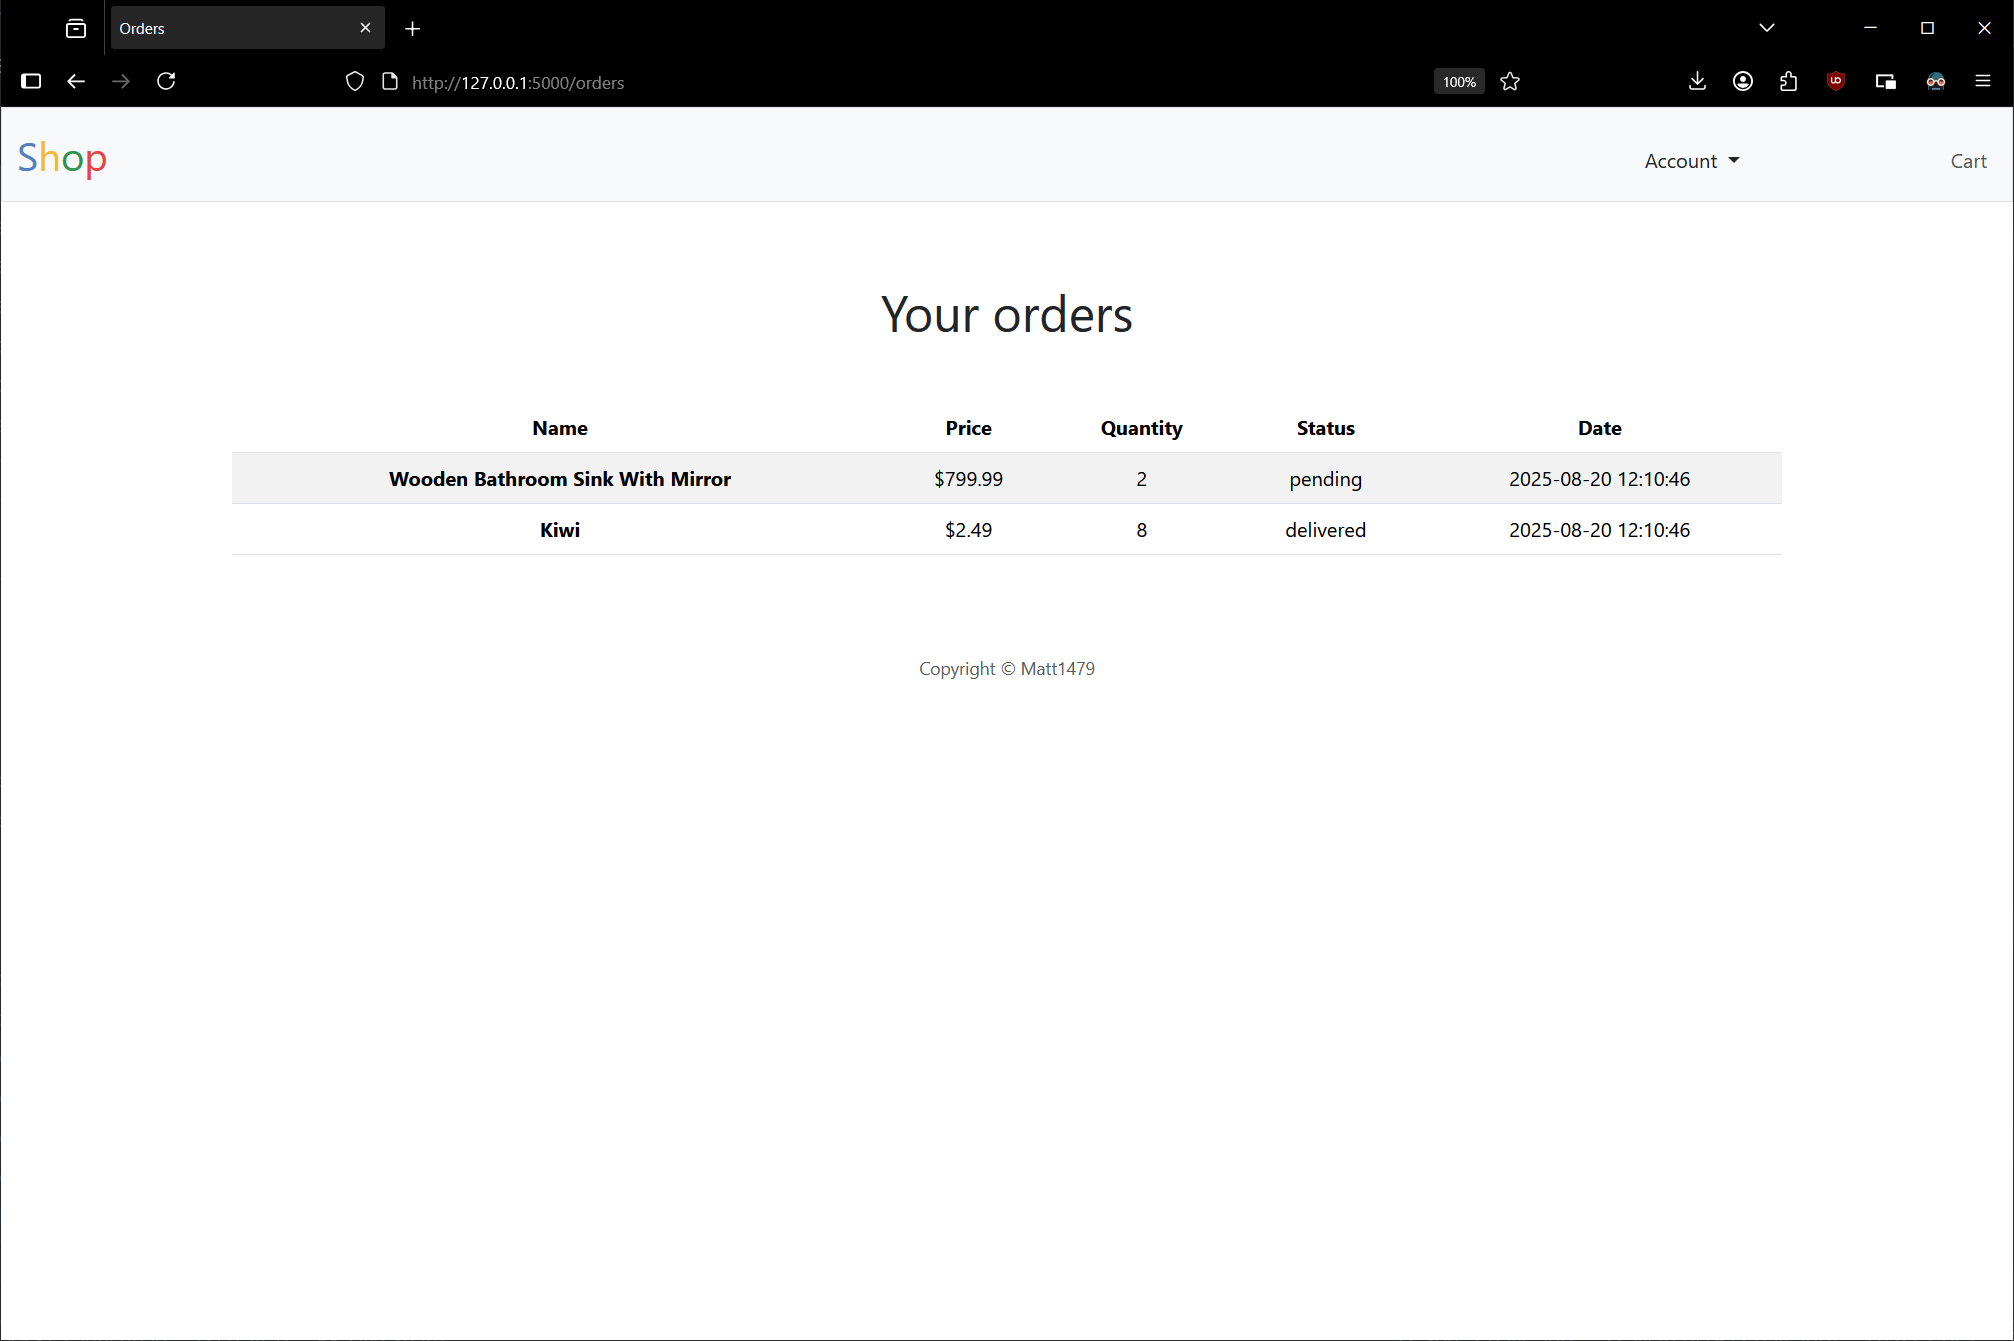 Orders
http://127.0.0.1:5000/orders 100%
Shop Account Cart
Your orders
Name Price Quantity Status Date
Wooden Bathroom Sink With Mirror $799.99 2 pending 2025-08-20 12:10:46
Kiwi $2.49 8 delivered 2025-08-20 12:10:46
Copyright © Matt1479